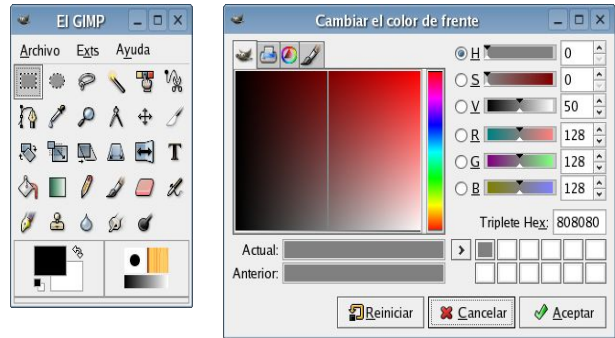 El GIMP
Archivo Exts Ayuda
T
Cambiar el color de frente
H 0
S 0
V 50
R 128
G 128
B 128
Triplete Hex: 808080
Actual:
>
Anterior:
Reiniciar Cancelar Aceptar